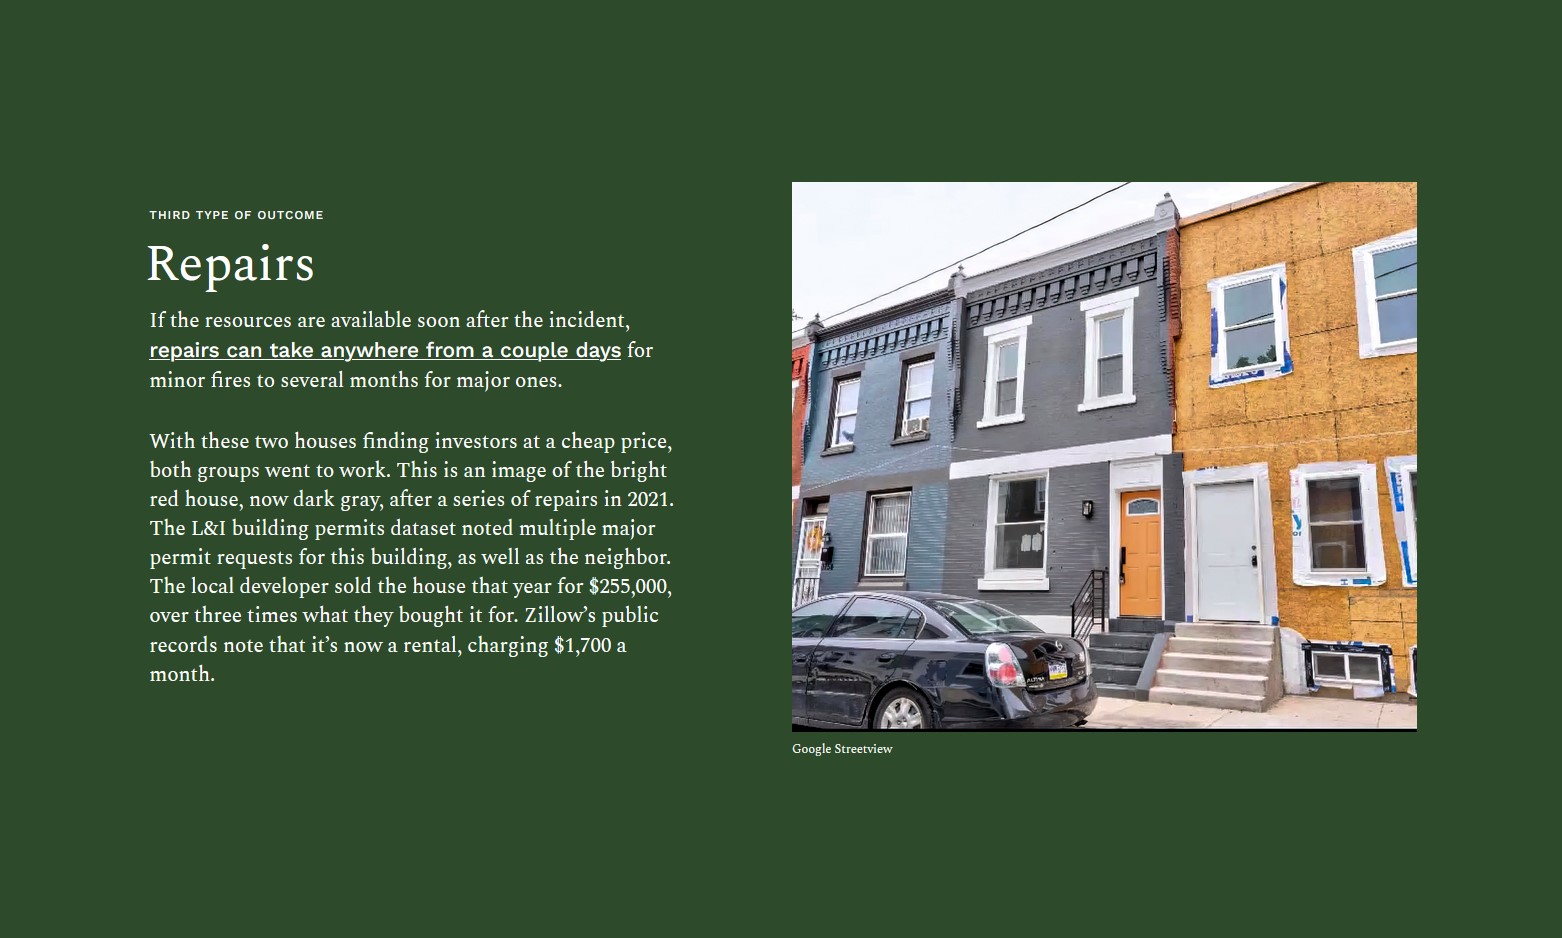 THIRD TYPE OF OUTCOME
Repairs
If the resources are available soon after the incident,
repairs can take anywhere from a couple days for
minor fires to several months for major ones.
With these two houses finding investors at a cheap price,
both groups went to work. This is an image of the bright
red house, now dark gray, after a series of repairs in 2021.
The L&I building permits dataset noted multiple major
permit requests for this building, as well as the neighbor.
The local developer sold the house that year for $255,000,
over three times what they bought it for. Zillow’s public
records note that it’s now a rental, charging $1,700 a
month.
ALTIMA
Google Streetview